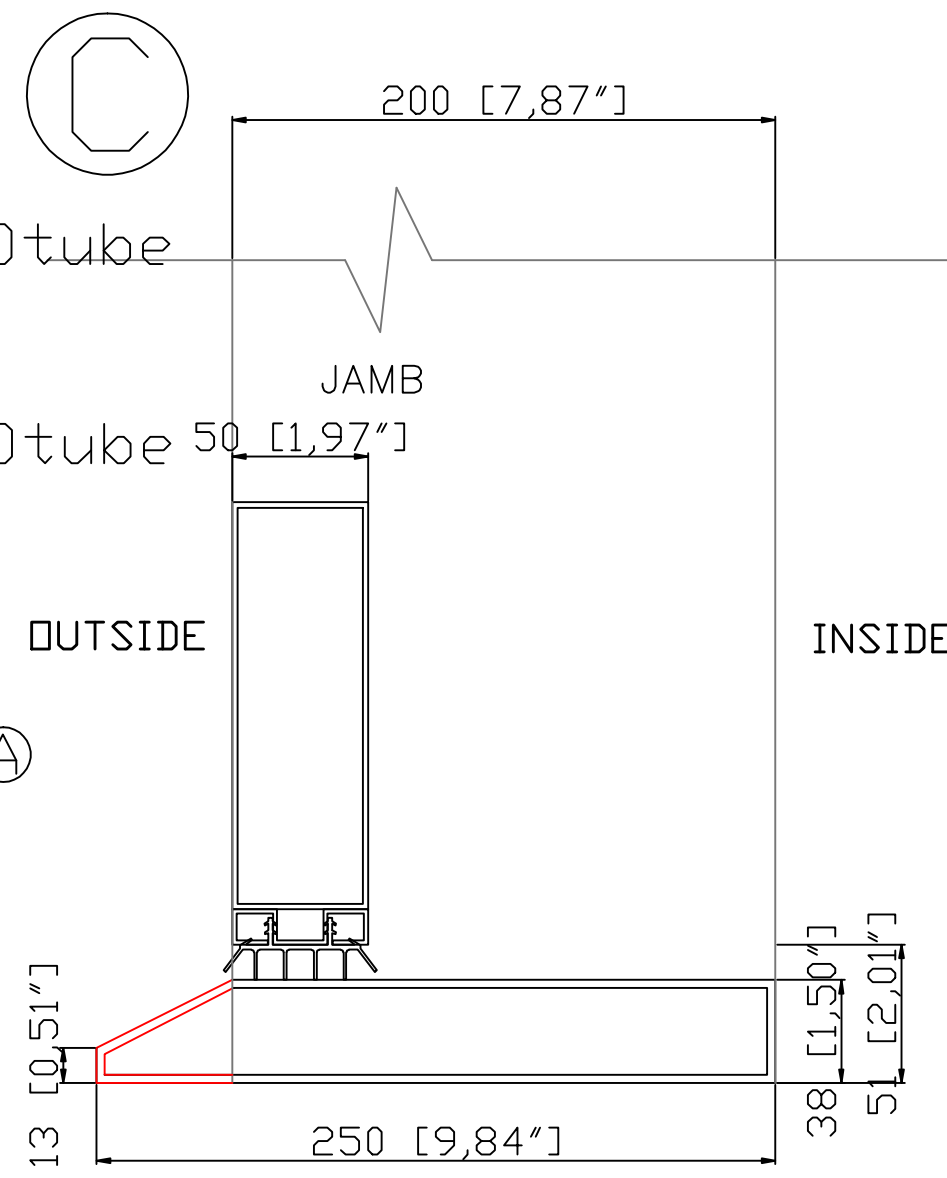 C
200 [7,87"]
tube
JAMB
tube
50 [1,97"]
OUTSIDE
INSIDE
A
13 [0,51"]
38 [1,50"]
51 [2,01"]
250 [9,84"]